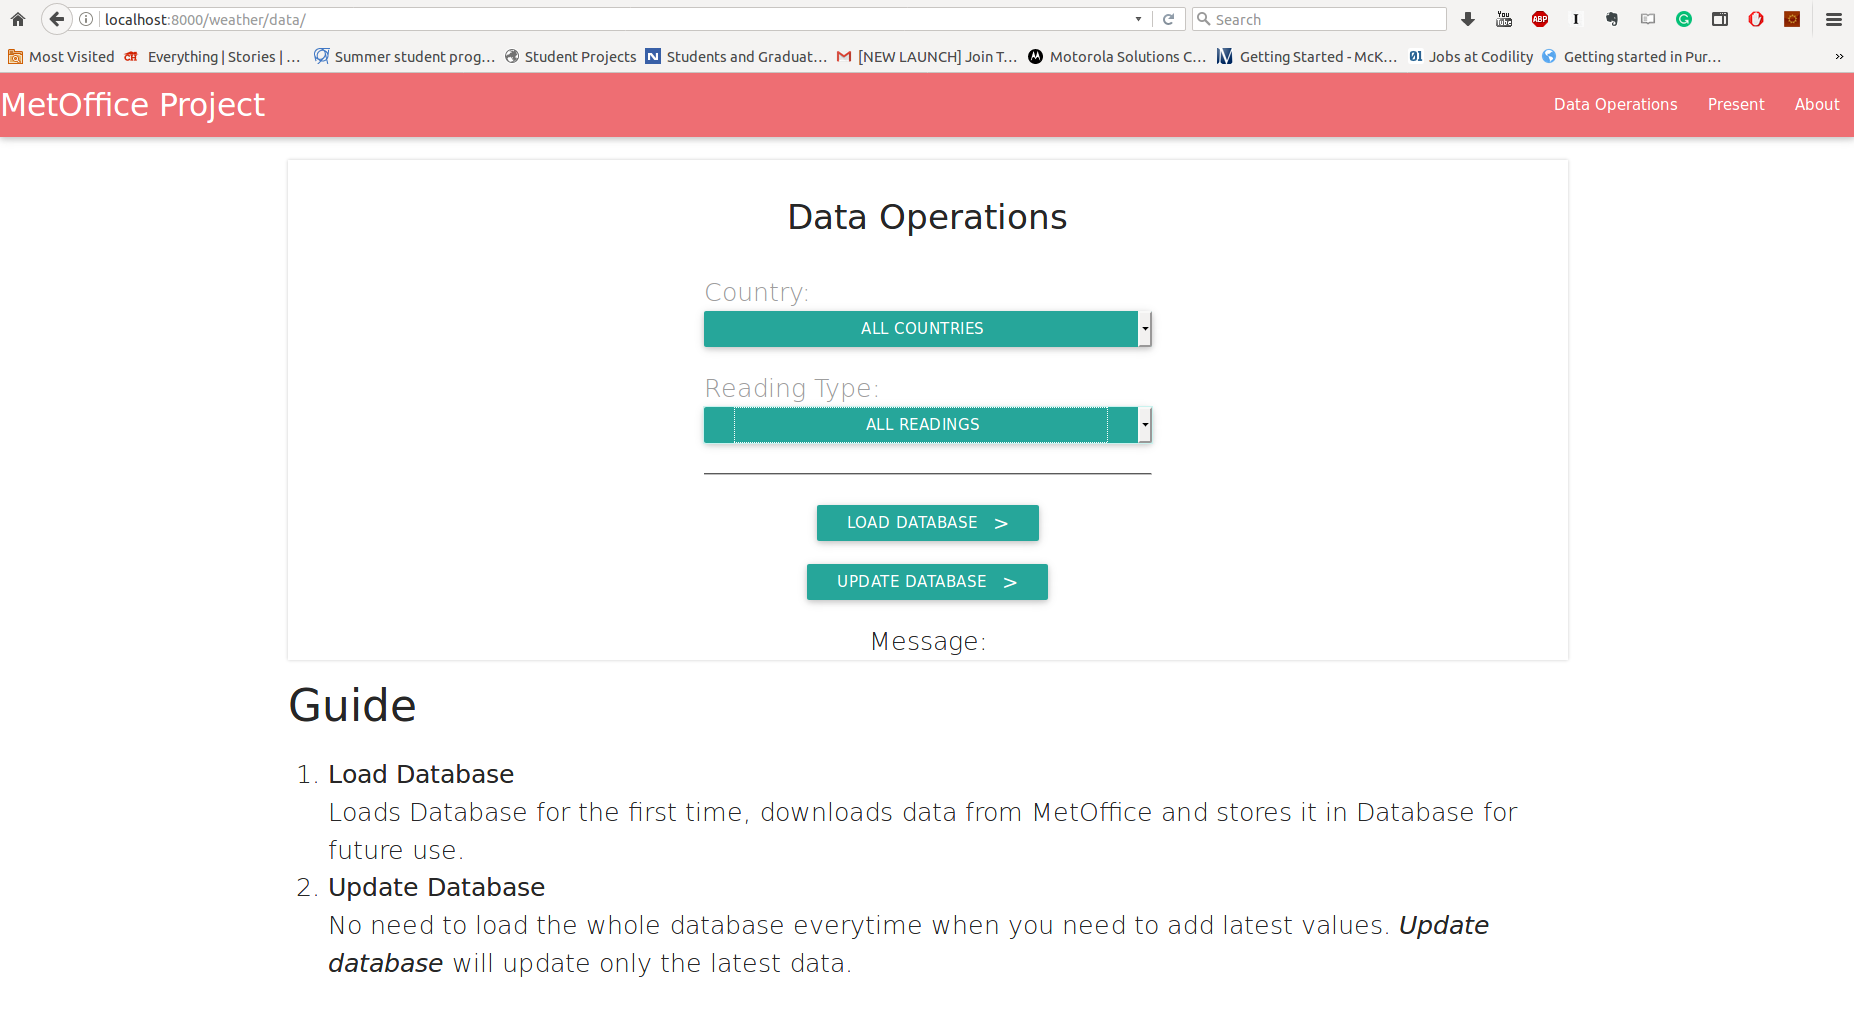 localhost:8000/weather/data/
Search
You Tube
ABP
Most Visited
Everything | Stories | ...
Summer student prog...
Student Projects
Students and Graduat...
[NEW LAUNCH] Join T...
Motorola Solutions C...
Getting Started - McK...
Jobs at Codility
Getting started in Pur...
MetOffice Project
Data Operations
Present
About
Data Operations
Country:
ALL COUNTRIES
Reading Type:
ALL READINGS
LOAD DATABASE >
UPDATE DATABASE >
Message:
Guide
1. Load Database
Loads Database for the first time, downloads data from MetOffice and stores it in Database for
future use.
2. Update Database
No need to load the whole database everytime when you need to add latest values. Update
database will update only the latest data.